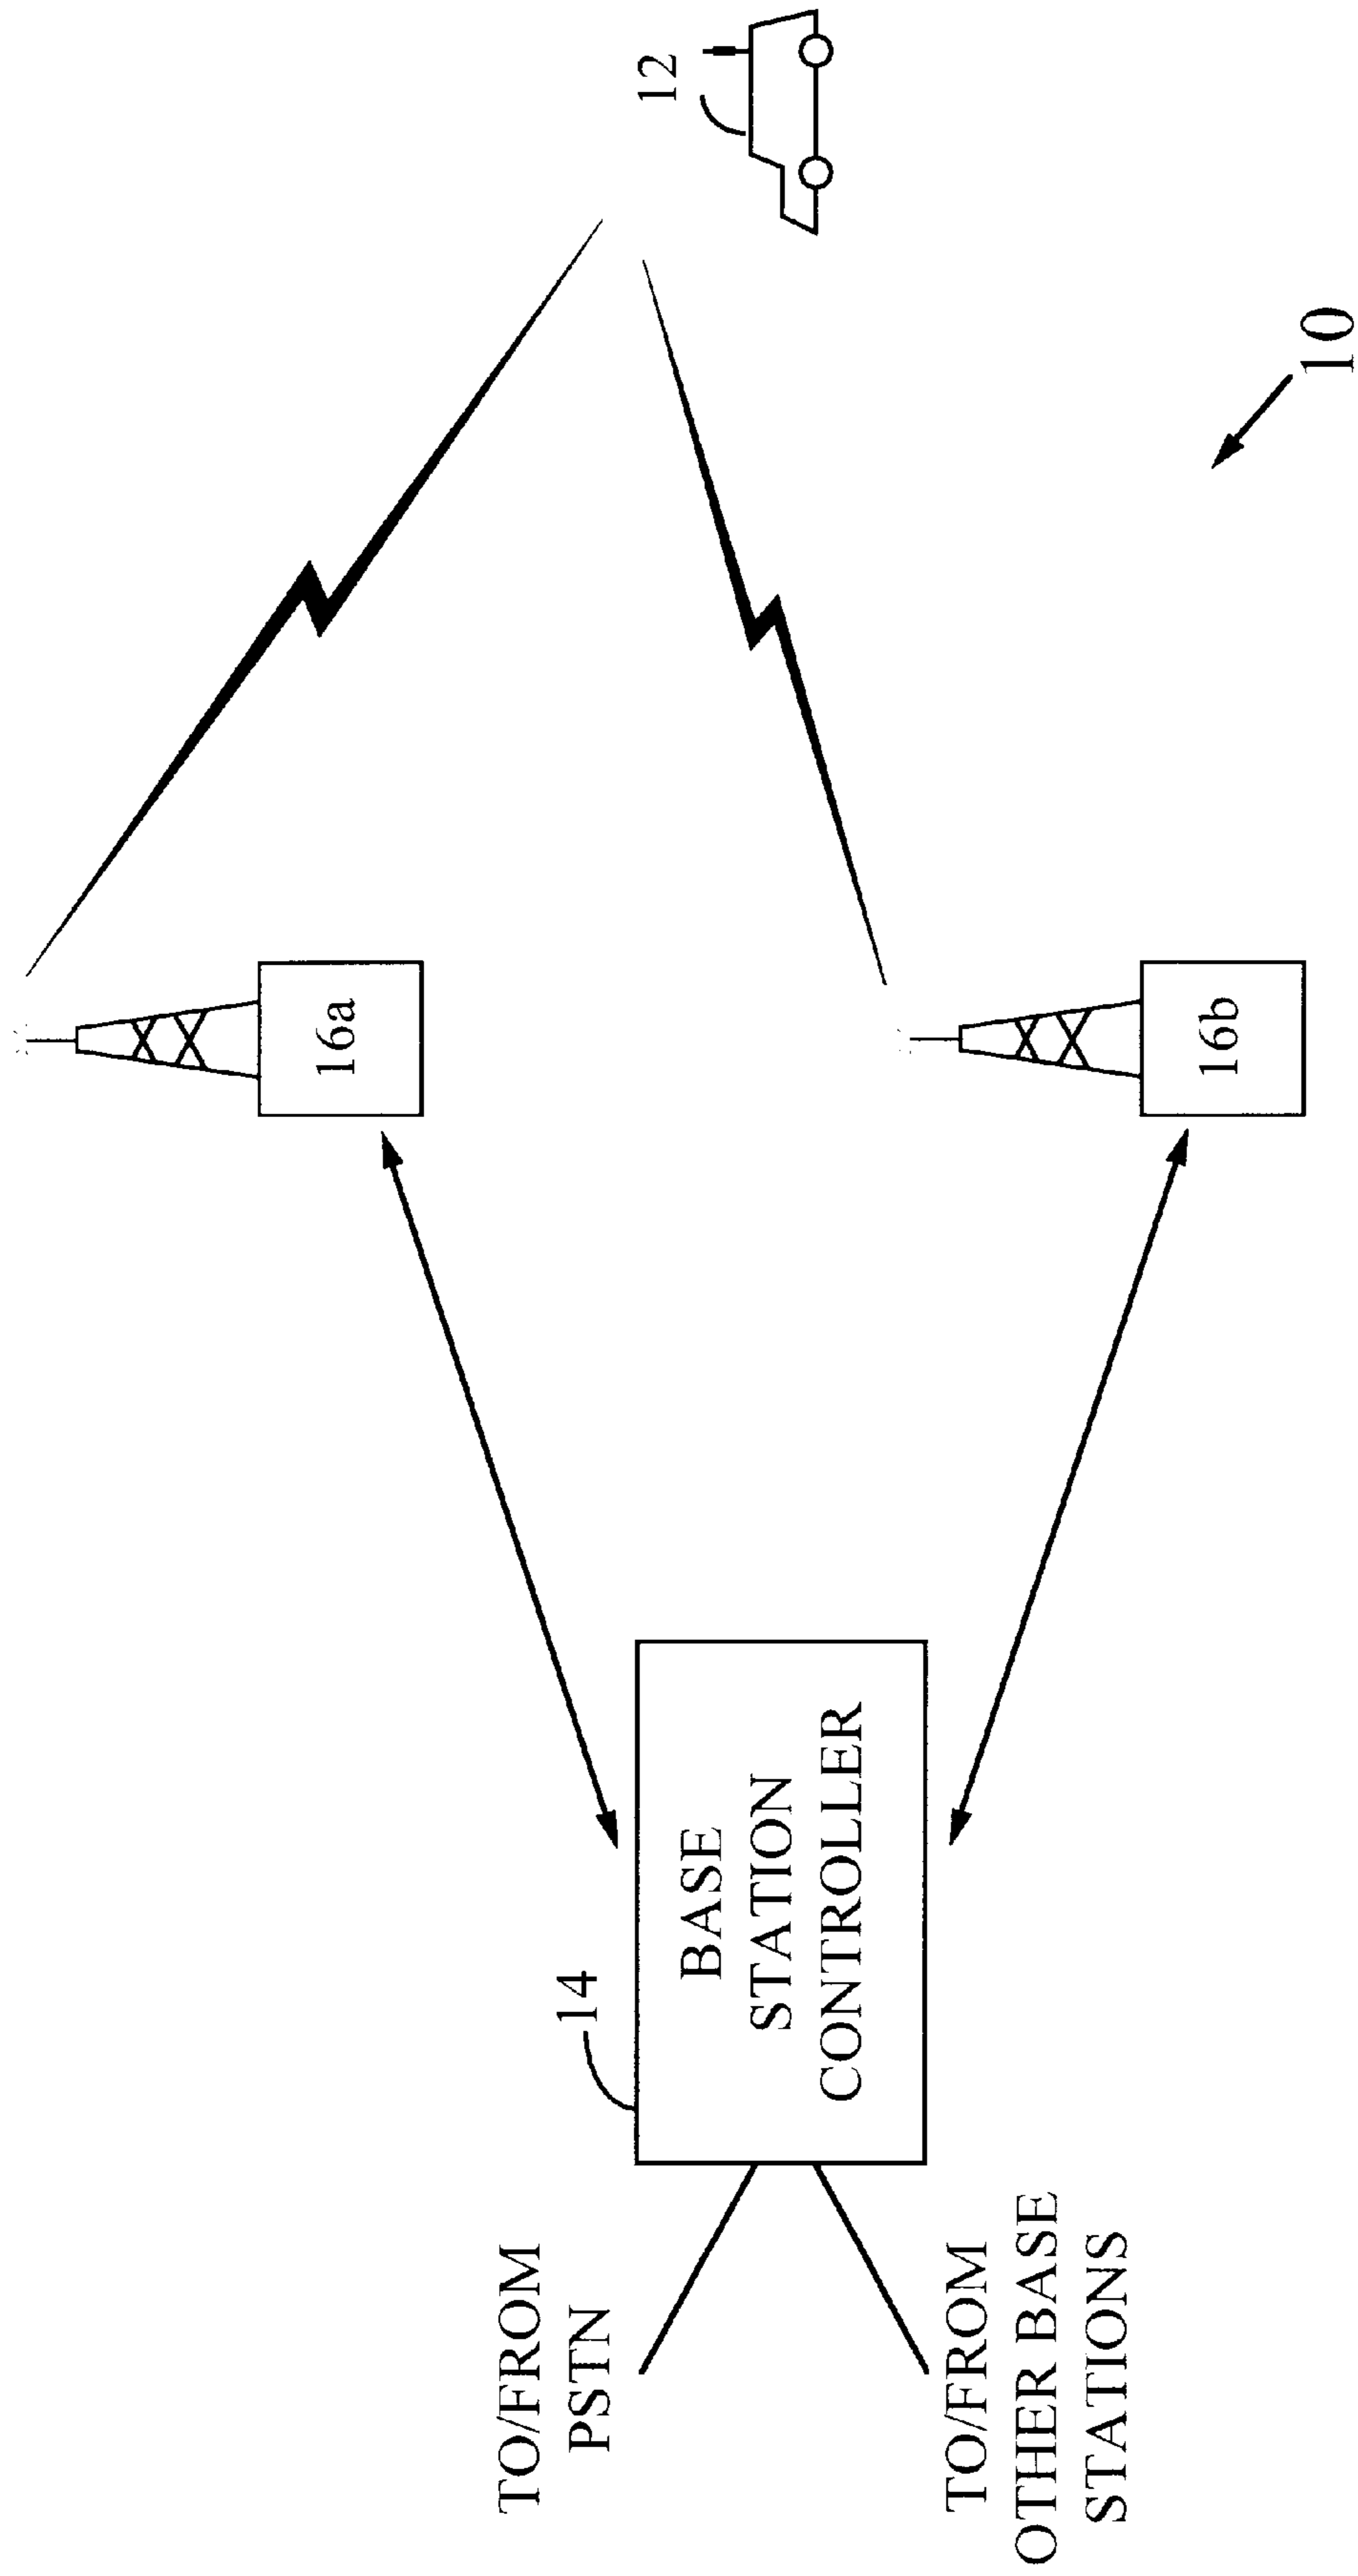 TO/FROM
PSTN
TO/FROM
OTHER BASE
STATIONS
14
BASE
STATION
CONTROLLER
16a
16b
12
10